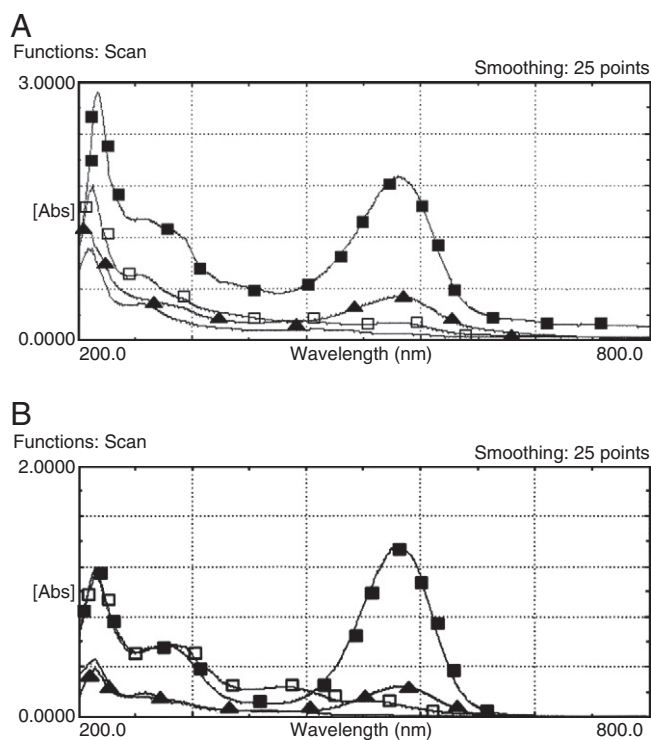 A
Functions: Scan
Smoothing: 25 points
3.0000
[Abs]
0.0000
200.0
Wavelength (nm)
800.0
B
Functions: Scan
Smoothing: 25 points
2.0000
[Abs]
0.0000
200.0
Wavelength (nm)
800.0